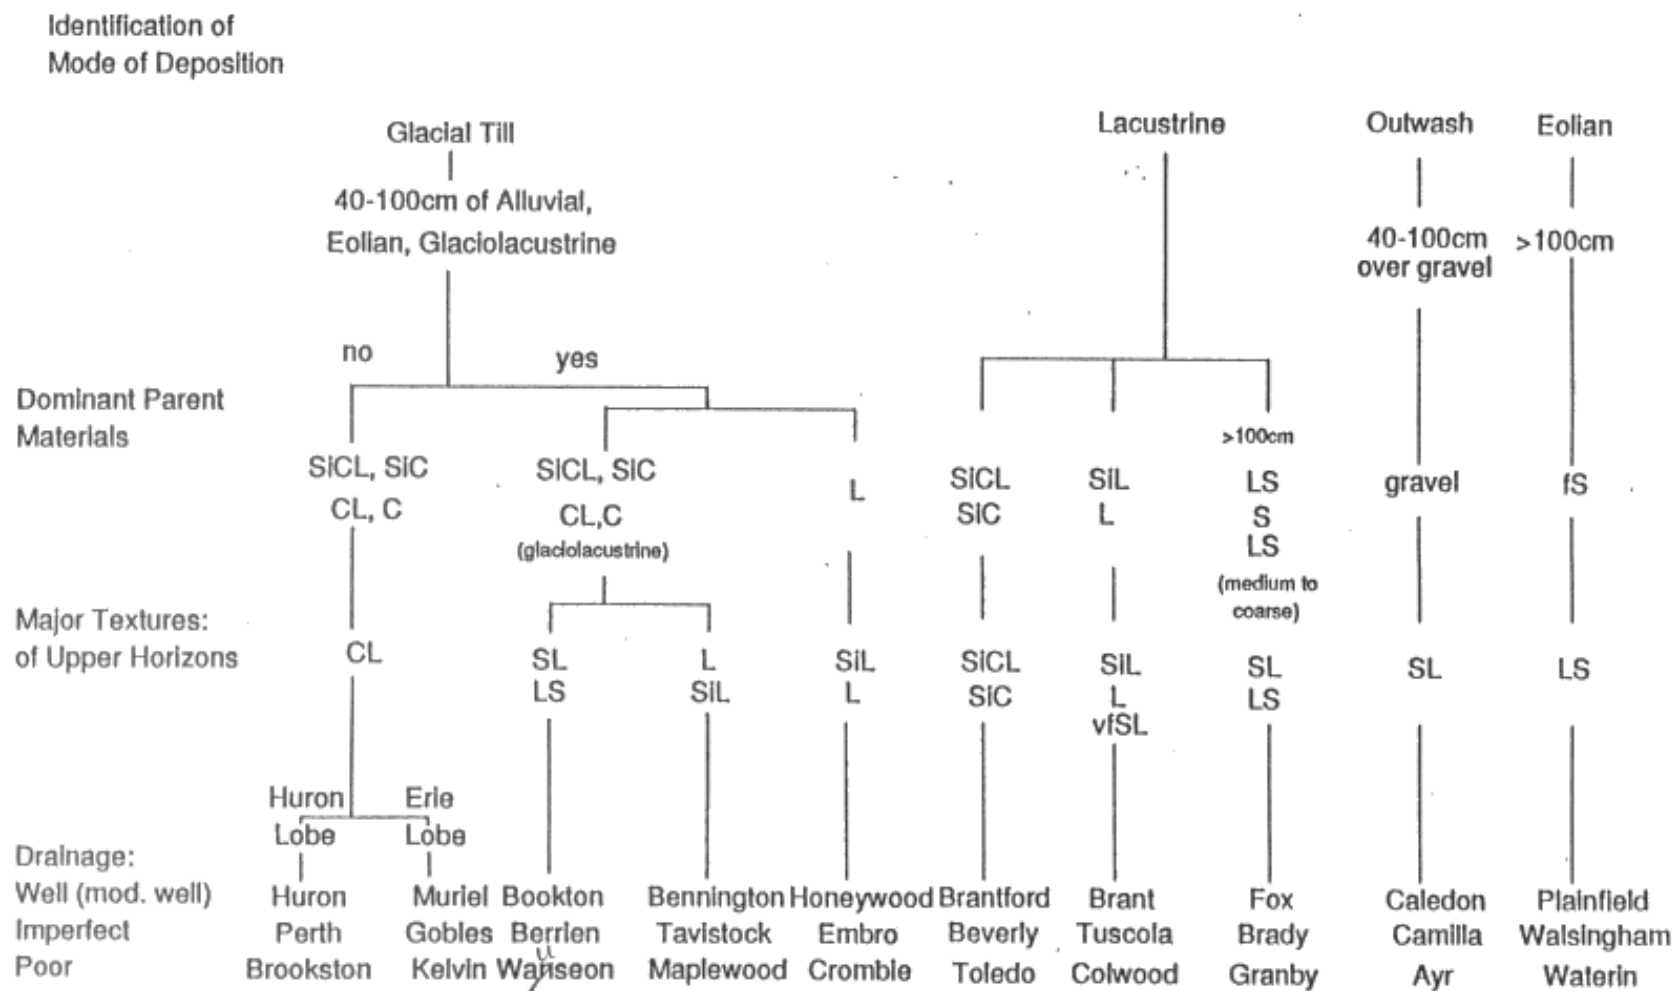 Identification of
Mode of Deposition
Glacial Till
Lacustrine
Outwash
Eolian
40-100cm of Alluvial,
Eolian, Glaciolacustrine
40-100cm
over gravel
>100cm
no
yes
Dominant Parent
Materials
SiCL, SiC
CL, C
SiCL, SiC
CL,C
(glaciolacustrine)
L
SiCL
SiC
SiL
L
>100cm
LS
S
LS
(medium to
coarse)
gravel
fS
Major Textures:
of Upper Horizons
CL
SL
LS
L
SiL
SiL
L
SiCL
SiC
SiL
L
vfSL
SL
LS
SL
LS
Huron
Lobe
Erie
Lobe
Drainage:
Well (mod. well) Huron Muriel Bookton Bennington Honeywood Brantford Brant Fox Caledon Plainfield
Imperfect Perth Gobles Berrien Tavistock Embro Beverly Tuscola Brady Camilla Walsingham
u
Poor Brookston Kelvin Wanseon Maplewood Crombie Toledo Colwood Granby Ayr Waterin